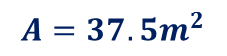 A = 37.5m²